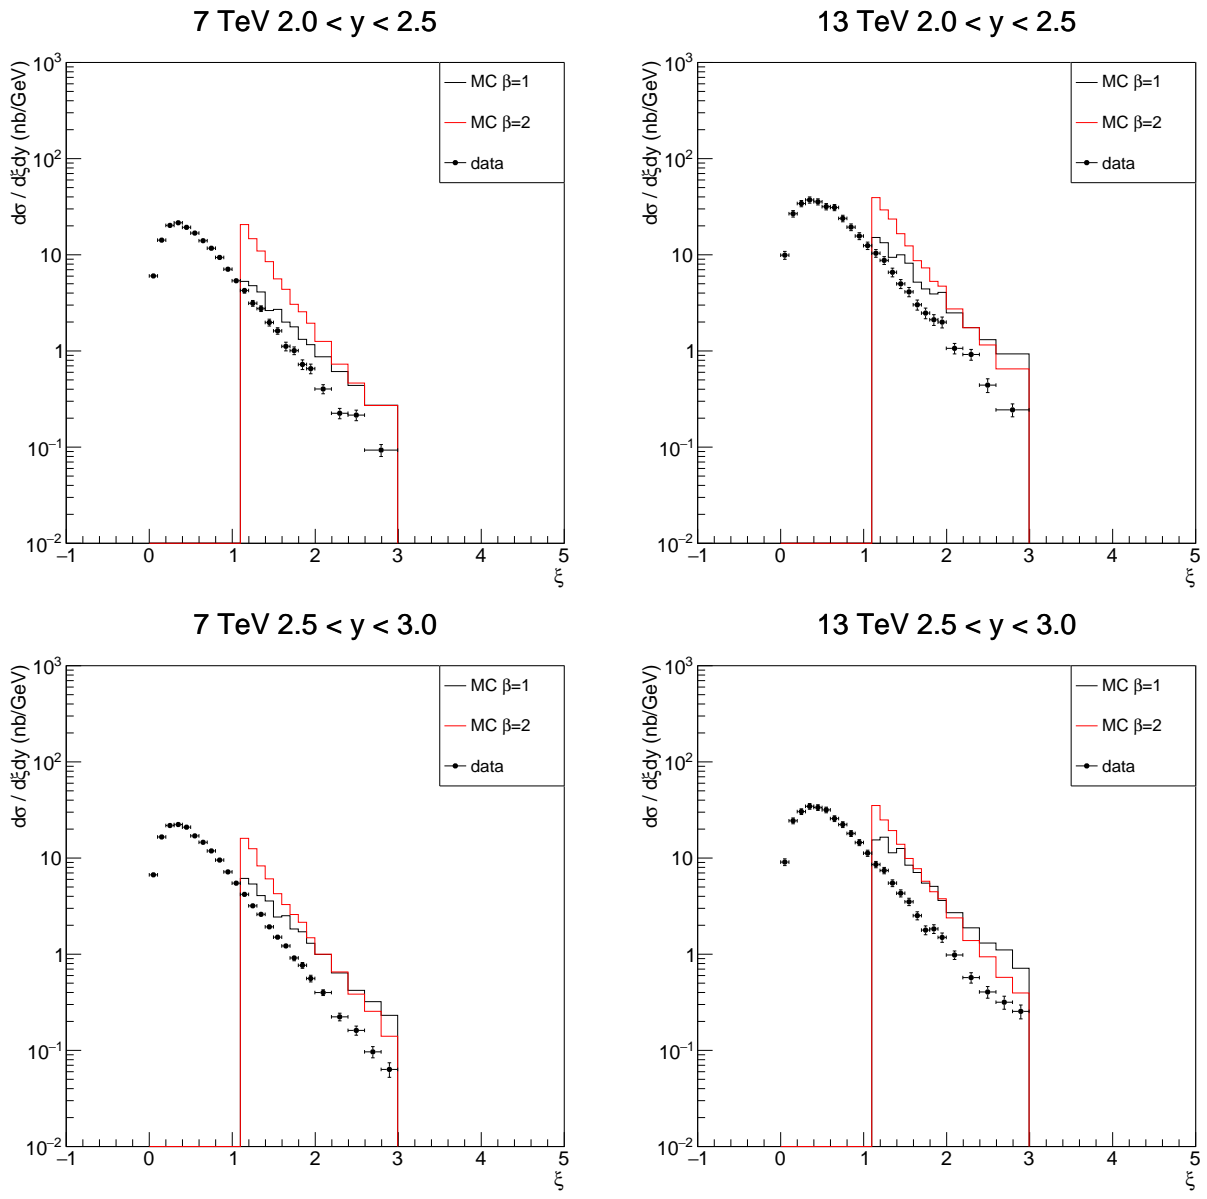 7 TeV 2.0 < y < 2.5
dσ / dξdy (nb/GeV)
10³
10²
10
1
10⁻¹
10⁻²
MC β=1
MC β=2
data
−1 0 1 2 3 4 5
ξ
13 TeV 2.0 < y < 2.5
dσ / dξdy (nb/GeV)
10³
10²
10
1
10⁻¹
10⁻²
MC β=1
MC β=2
data
−1 0 1 2 3 4 5
ξ
7 TeV 2.5 < y < 3.0
dσ / dξdy (nb/GeV)
10³
10²
10
1
10⁻¹
10⁻²
MC β=1
MC β=2
data
−1 0 1 2 3 4 5
ξ
13 TeV 2.5 < y < 3.0
dσ / dξdy (nb/GeV)
10³
10²
10
1
10⁻¹
10⁻²
MC β=1
MC β=2
data
−1 0 1 2 3 4 5
ξ